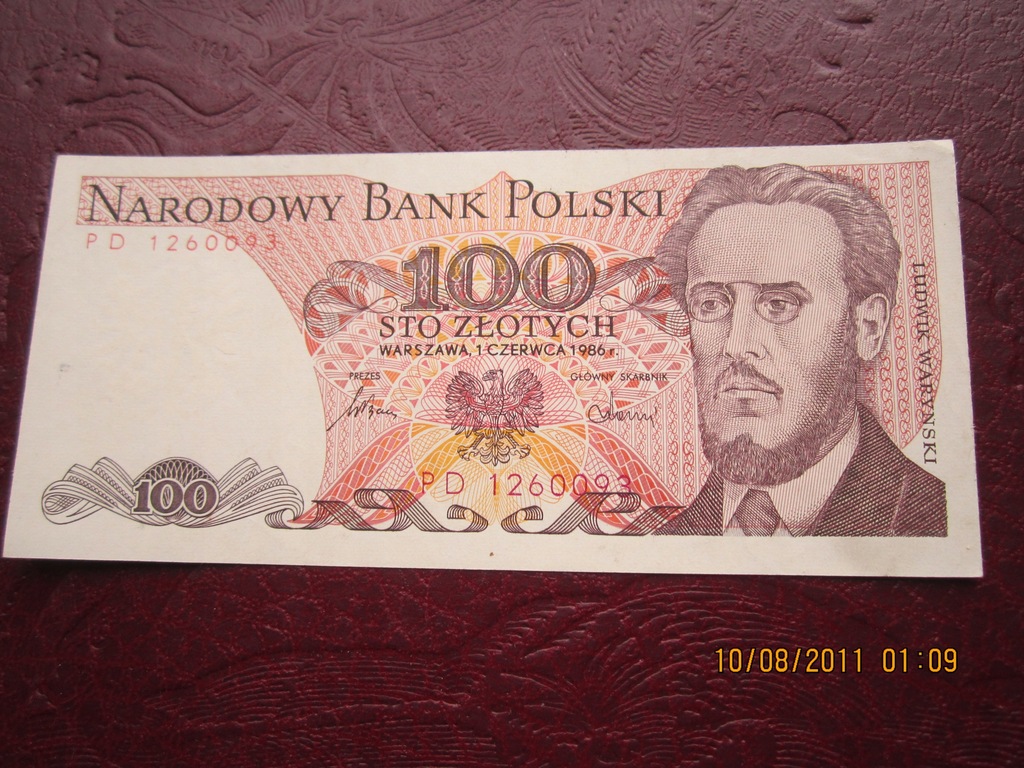 NARODOWY BANK POLSKI
PD 1260093
100
STO ZŁOTYCH
WARSZAWA, 1 CZERWCA 1986 r.
PREZES
GŁÓWNY SKARBNIK
PD 1260093
100
LUDWIK WARYŃSKI
10/08/2011 01:09